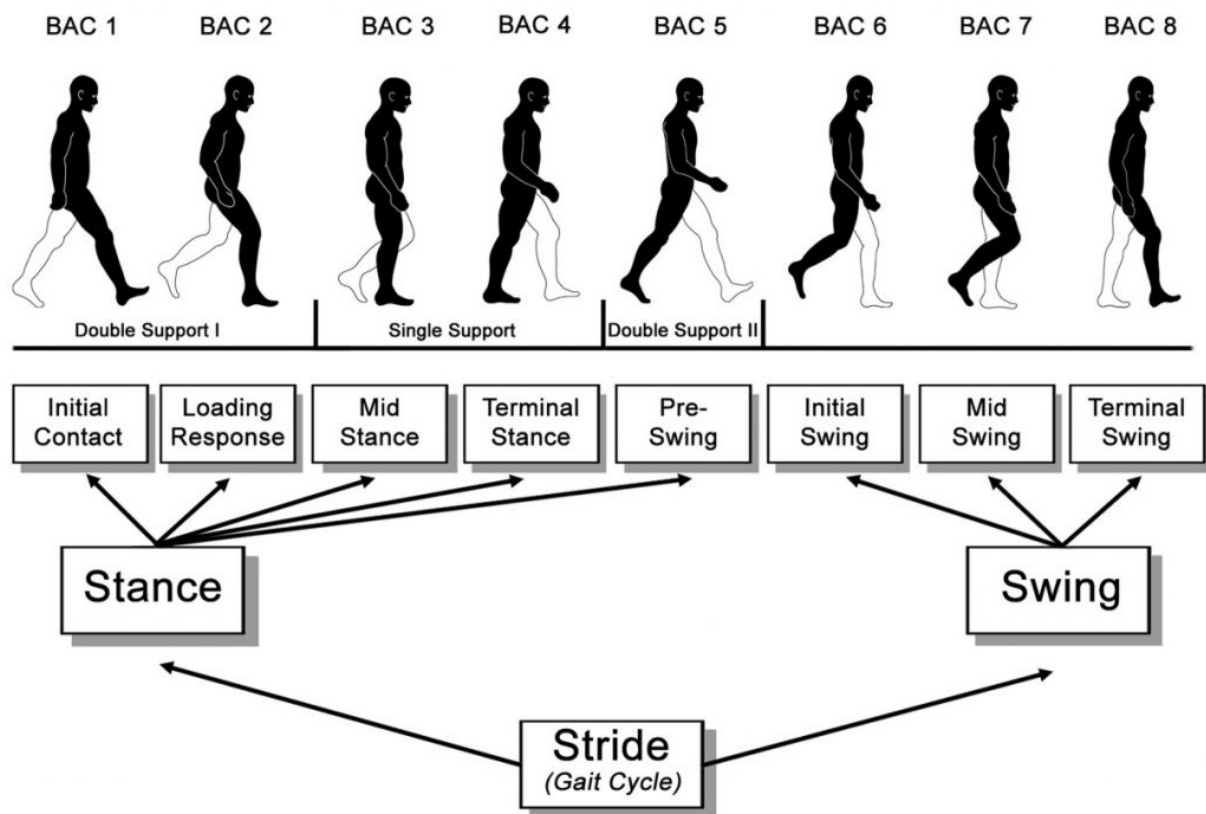 BAC 1 BAC 2 BAC 3 BAC 4 BAC 5 BAC 6 BAC 7 BAC 8
Double Support I Single Support Double Support II
Initial Contact
Loading Response
Mid Stance
Terminal Stance
Pre-Swing
Initial Swing
Mid Swing
Terminal Swing
Stance Swing
Stride
(Gait Cycle)